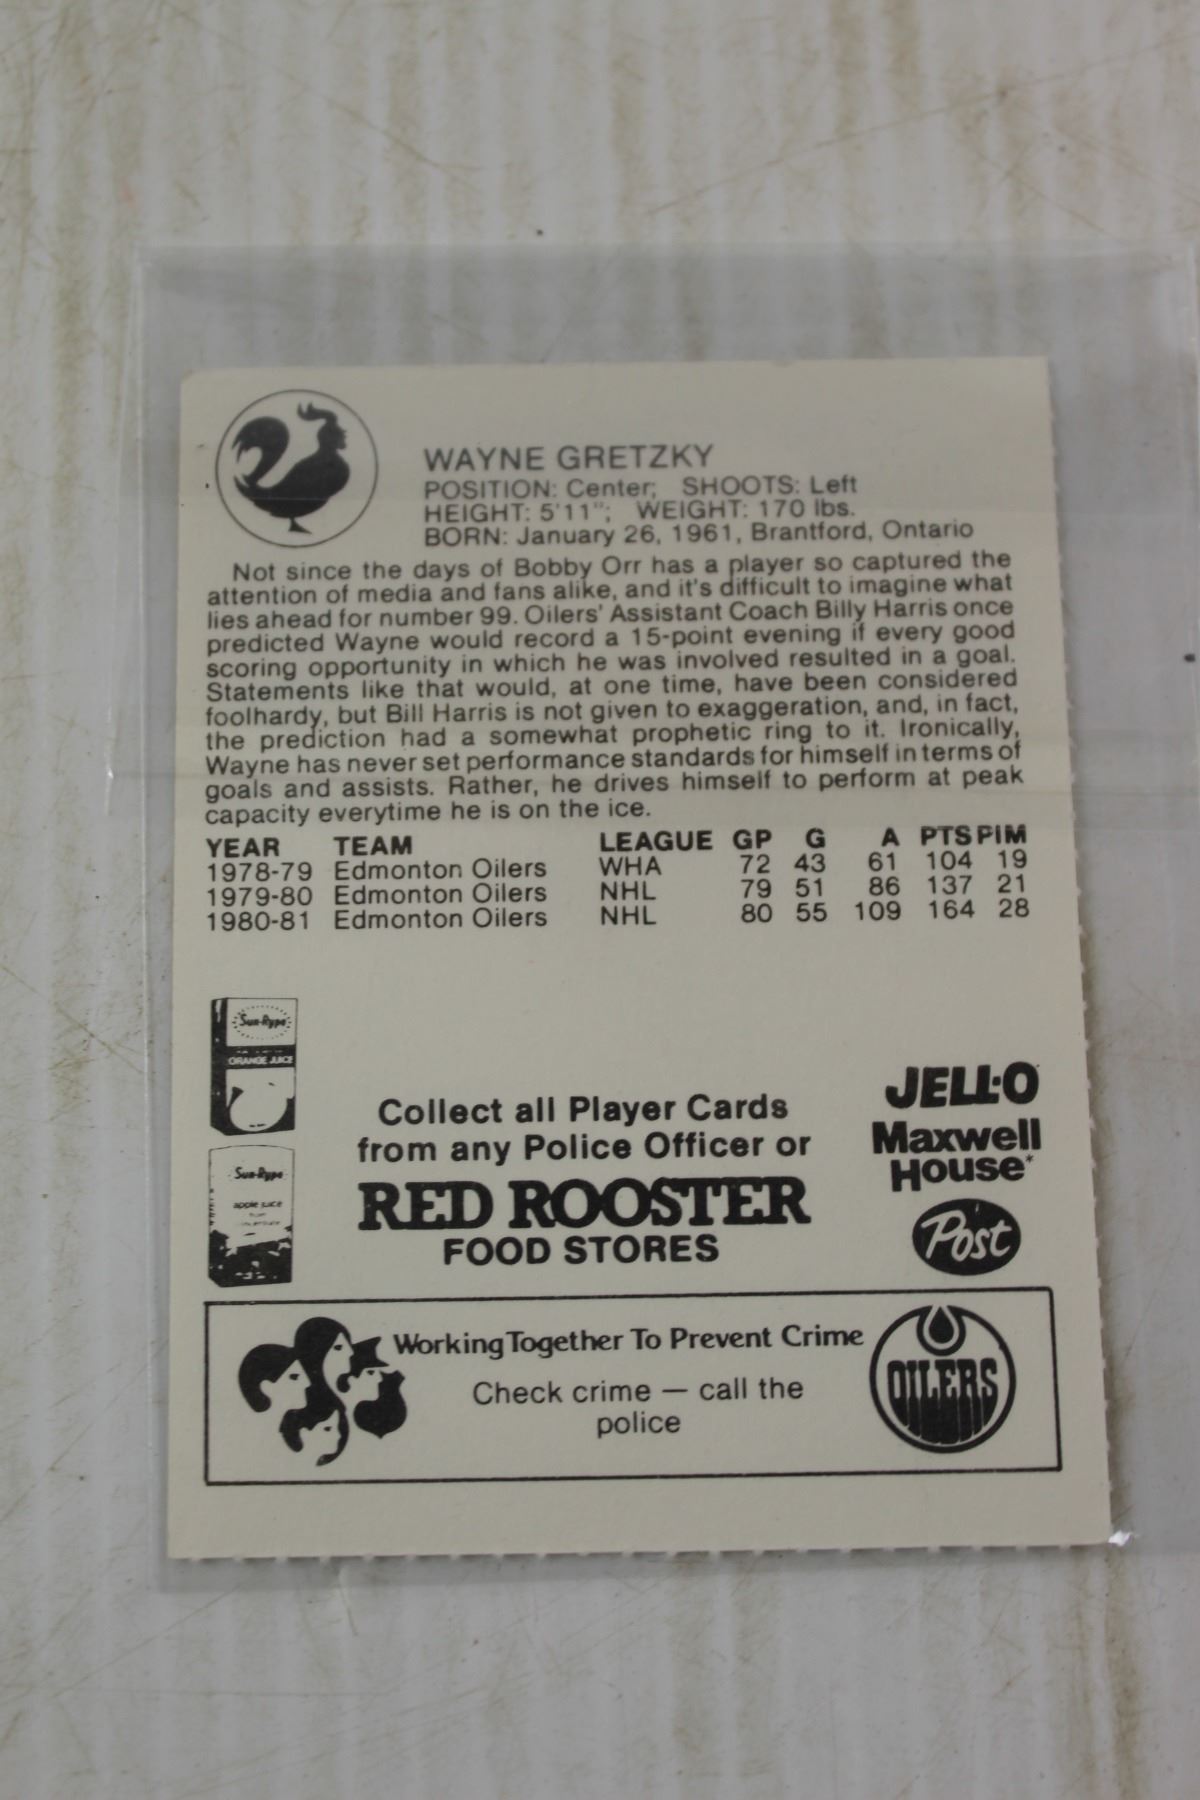 WAYNE GRETZKY
POSITION: Center; SHOOTS: Left
HEIGHT: 5'11"; WEIGHT: 170 lbs.
BORN: January 26, 1961, Brantford, Ontario
Not since the days of Bobby Orr has a player so captured the
attention of media and fans alike, and it's difficult to imagine what
lies ahead for number 99. Oilers' Assistant Coach Billy Harris once
predicted Wayne would record a 15-point evening if every good
scoring opportunity in which he was involved resulted in a goal.
Statements like that would, at one time, have been considered
foolhardy, but Bill Harris is not given to exaggeration, and, in fact,
the prediction had a somewhat prophetic ring to it. Ironically,
Wayne has never set performance standards for himself in terms of
goals and assists. Rather, he drives himself to perform at peak
capacity everytime he is on the ice.
YEAR TEAM LEAGUE GP G A PTS PIM
1978-79 Edmonton Oilers WHA 72 43 61 104 19
1979-80 Edmonton Oilers NHL 79 51 86 137 21
1980-81 Edmonton Oilers NHL 80 55 109 164 28
Sun-Rype
ORANGE JUICE
Sun-Rype
apple juice
Collect all Player Cards
from any Police Officer or
RED ROOSTER
FOOD STORES
JELL-O
Maxwell
House*
Post
Working Together To Prevent Crime
Check crime — call the
police
OILERS